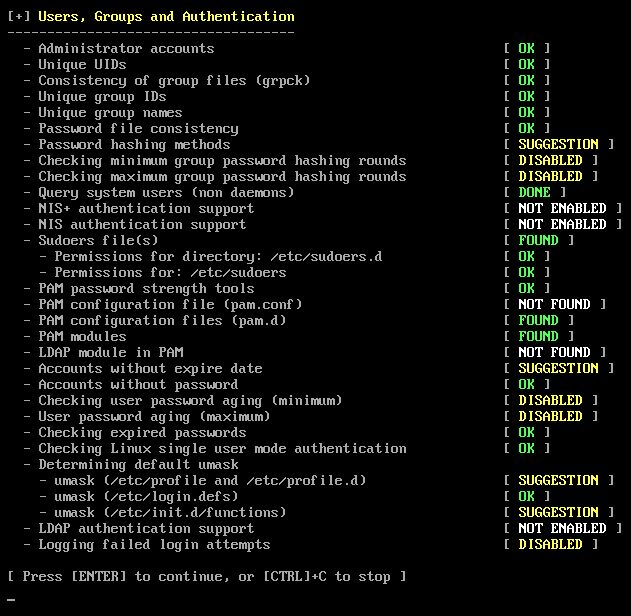 [+] Users, Groups and Authentication
------------------------------------
- Administrator accounts [ OK ]
- Unique UIDs [ OK ]
- Consistency of group files (grpck) [ OK ]
- Unique group IDs [ OK ]
- Unique group names [ OK ]
- Password file consistency [ OK ]
- Password hashing methods [ SUGGESTION ]
- Checking minimum group password hashing rounds [ DISABLED ]
- Checking maximum group password hashing rounds [ DISABLED ]
- Query system users (non daemons) [ DONE ]
- NIS+ authentication support [ NOT ENABLED ]
- NIS authentication support [ NOT ENABLED ]
- Sudoers file(s) [ FOUND ]
- Permissions for directory: /etc/sudoers.d [ OK ]
- Permissions for: /etc/sudoers [ OK ]
- PAM password strength tools [ OK ]
- PAM configuration file (pam.conf) [ NOT FOUND ]
- PAM configuration files (pam.d) [ FOUND ]
- PAM modules [ FOUND ]
- LDAP module in PAM [ NOT FOUND ]
- Accounts without expire date [ SUGGESTION ]
- Accounts without password [ OK ]
- Checking user password aging (minimum) [ DISABLED ]
- User password aging (maximum) [ DISABLED ]
- Checking expired passwords [ OK ]
- Checking Linux single user mode authentication [ OK ]
- Determining default umask
- umask (/etc/profile and /etc/profile.d) [ SUGGESTION ]
- umask (/etc/login.defs) [ OK ]
- umask (/etc/init.d/functions) [ SUGGESTION ]
- LDAP authentication support [ NOT ENABLED ]
- Logging failed login attempts [ DISABLED ]
[ Press [ENTER] to continue, or [CTRL]+C to stop ]
_